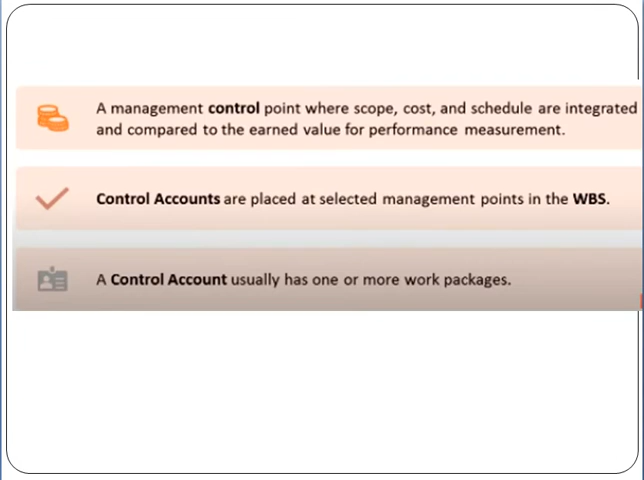 A management control point where scope, cost, and schedule are integrated
and compared to the earned value for performance measurement.
Control Accounts are placed at selected management points in the WBS.
A Control Account usually has one or more work packages.